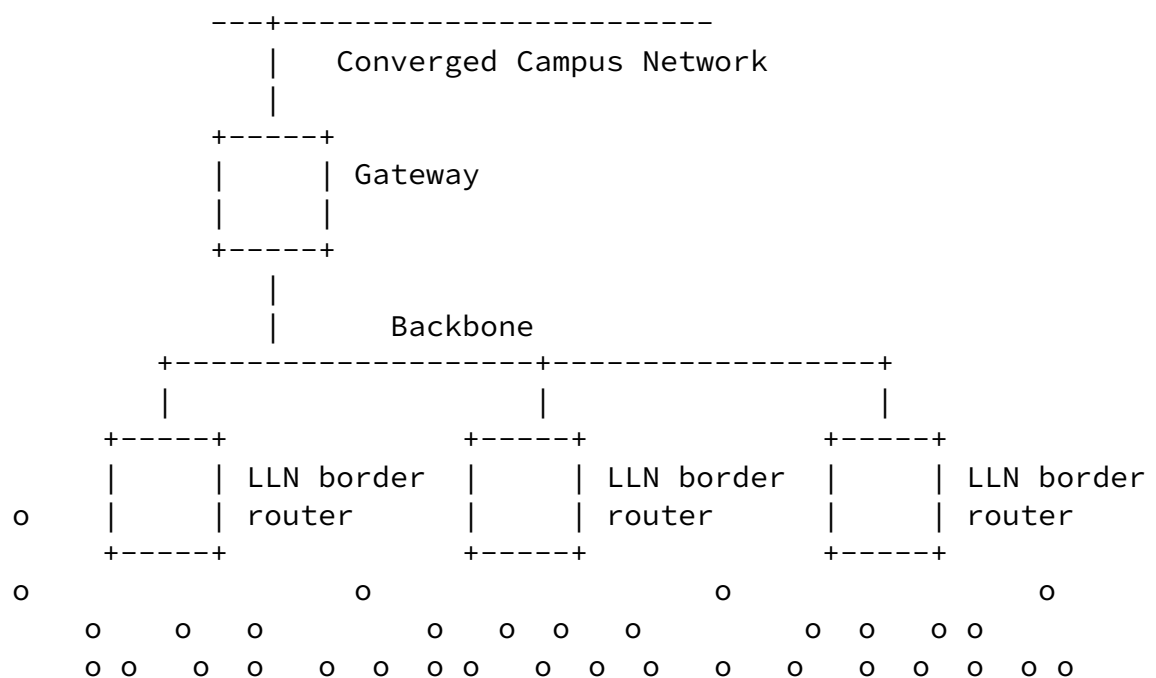 ---+------------------------
| Converged Campus Network
|
+-----+
| | Gateway
| |
+-----+
|
| Backbone
+--------------------+------------------+
| | |
+-----+ +-----+ +-----+
| | LLN border | | LLN border | | LLN border
o | | router | | router | | router
+-----+ +-----+ +-----+
o o o o
o o o o o o o o o o o
o o o o o o o o o o o o o o o o o o